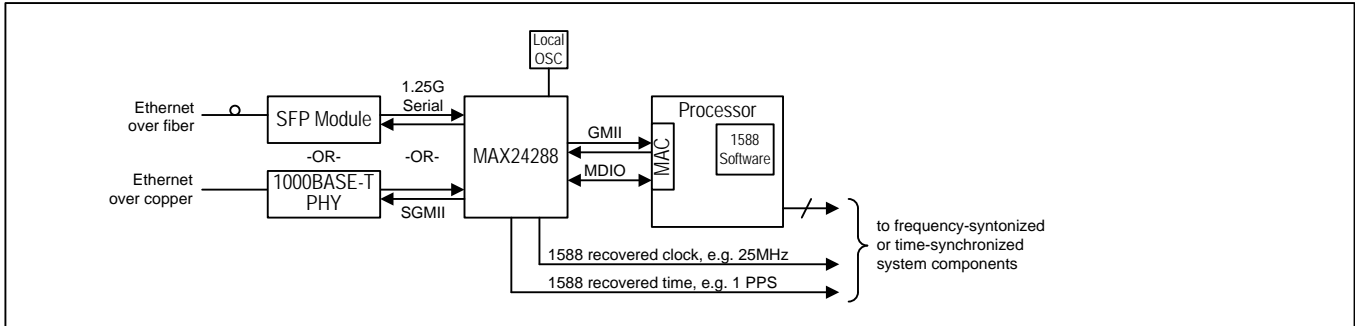 Local
OSC
1.25G
Serial
Ethernet
over fiber
SFP Module
-OR-
-OR-
Ethernet
over copper
1000BASE-T
PHY
SGMII
MAX24288
GMII
MDIO
MAC
Processor
1588
Software
1588 recovered clock, e.g. 25MHz
1588 recovered time, e.g. 1 PPS
to frequency-syntonized
or time-synchronized
system components